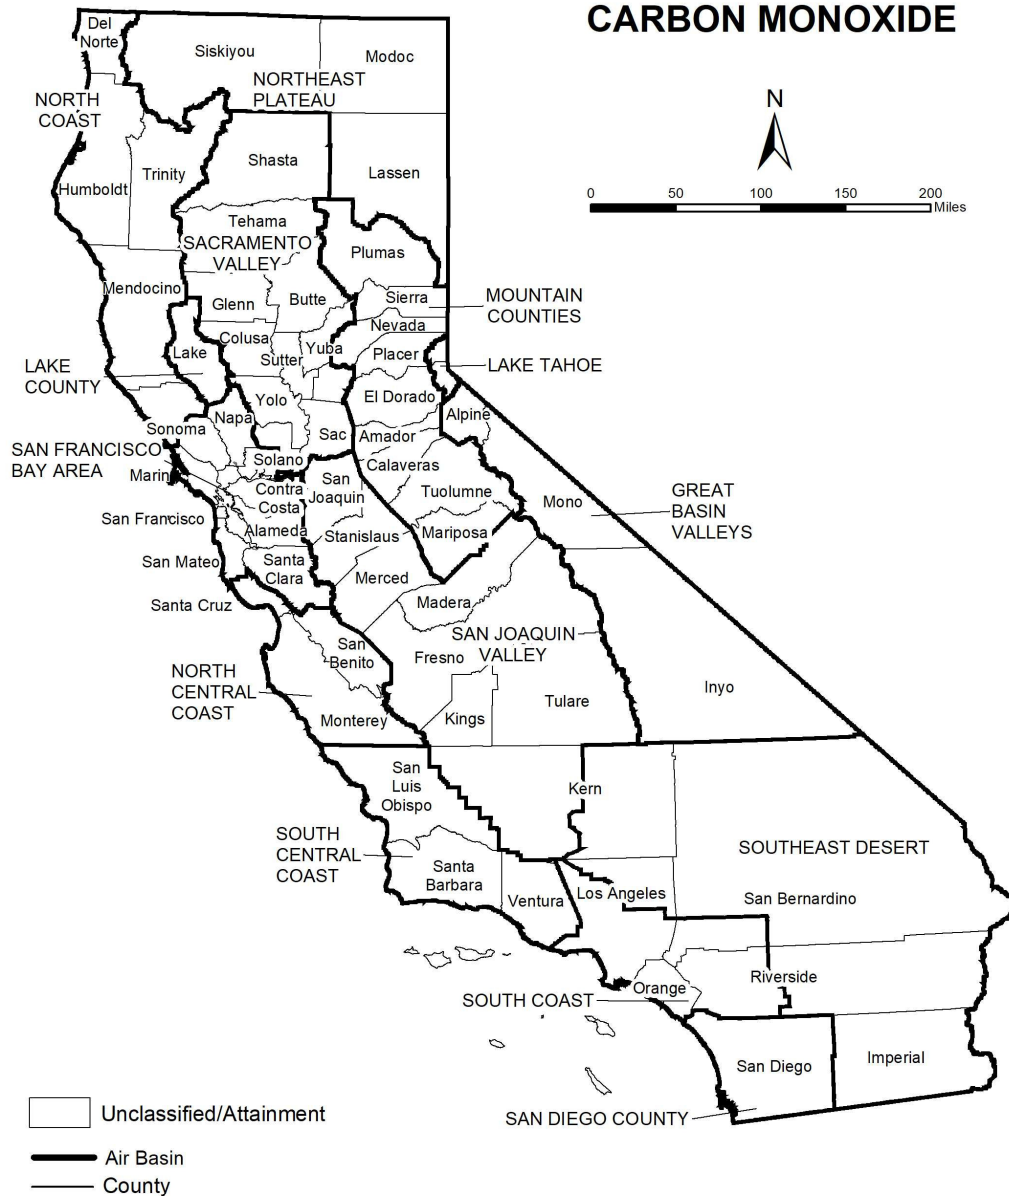 CARBON MONOXIDE
Del
Norte
Siskiyou
Modoc
NORTHEAST
PLATEAU
NORTH
COAST
N
0 50 100 150 200
Miles
Shasta
Trinity
Lassen
Humboldt
Tehama
SACRAMENTO
VALLEY
Plumas
Mendocino
Glenn
Butte
Sierra
MOUNTAIN
COUNTIES
Nevada
Colusa
Yuba
Sutter
Lake
Placer
LAKE
COUNTY
LAKE TAHOE
El Dorado
Yolo
Napa
Alpine
Sonoma
Sac
Amador
SAN FRANCISCO
BAY AREA
Solano
Calaveras
Marin
San
Joaquin
Contra
Costa
Tuolumne
Mono
GREAT
BASIN
VALLEYS
San Francisco
Alameda
Stanislaus
Mariposa
San Mateo
Santa
Clara
Merced
Santa Cruz
Madera
SAN JOAQUIN
VALLEY
San
Benito
Fresno
NORTH
CENTRAL
COAST
Inyo
Tulare
Monterey
Kings
San
Luis
Obispo
Kern
SOUTH
CENTRAL
COAST
SOUTHEAST DESERT
Santa
Barbara
Ventura
Los Angeles
San Bernardino
Riverside
Orange
SOUTH COAST
San Diego
Imperial
SAN DIEGO COUNTY
Unclassified/Attainment
Air Basin
County